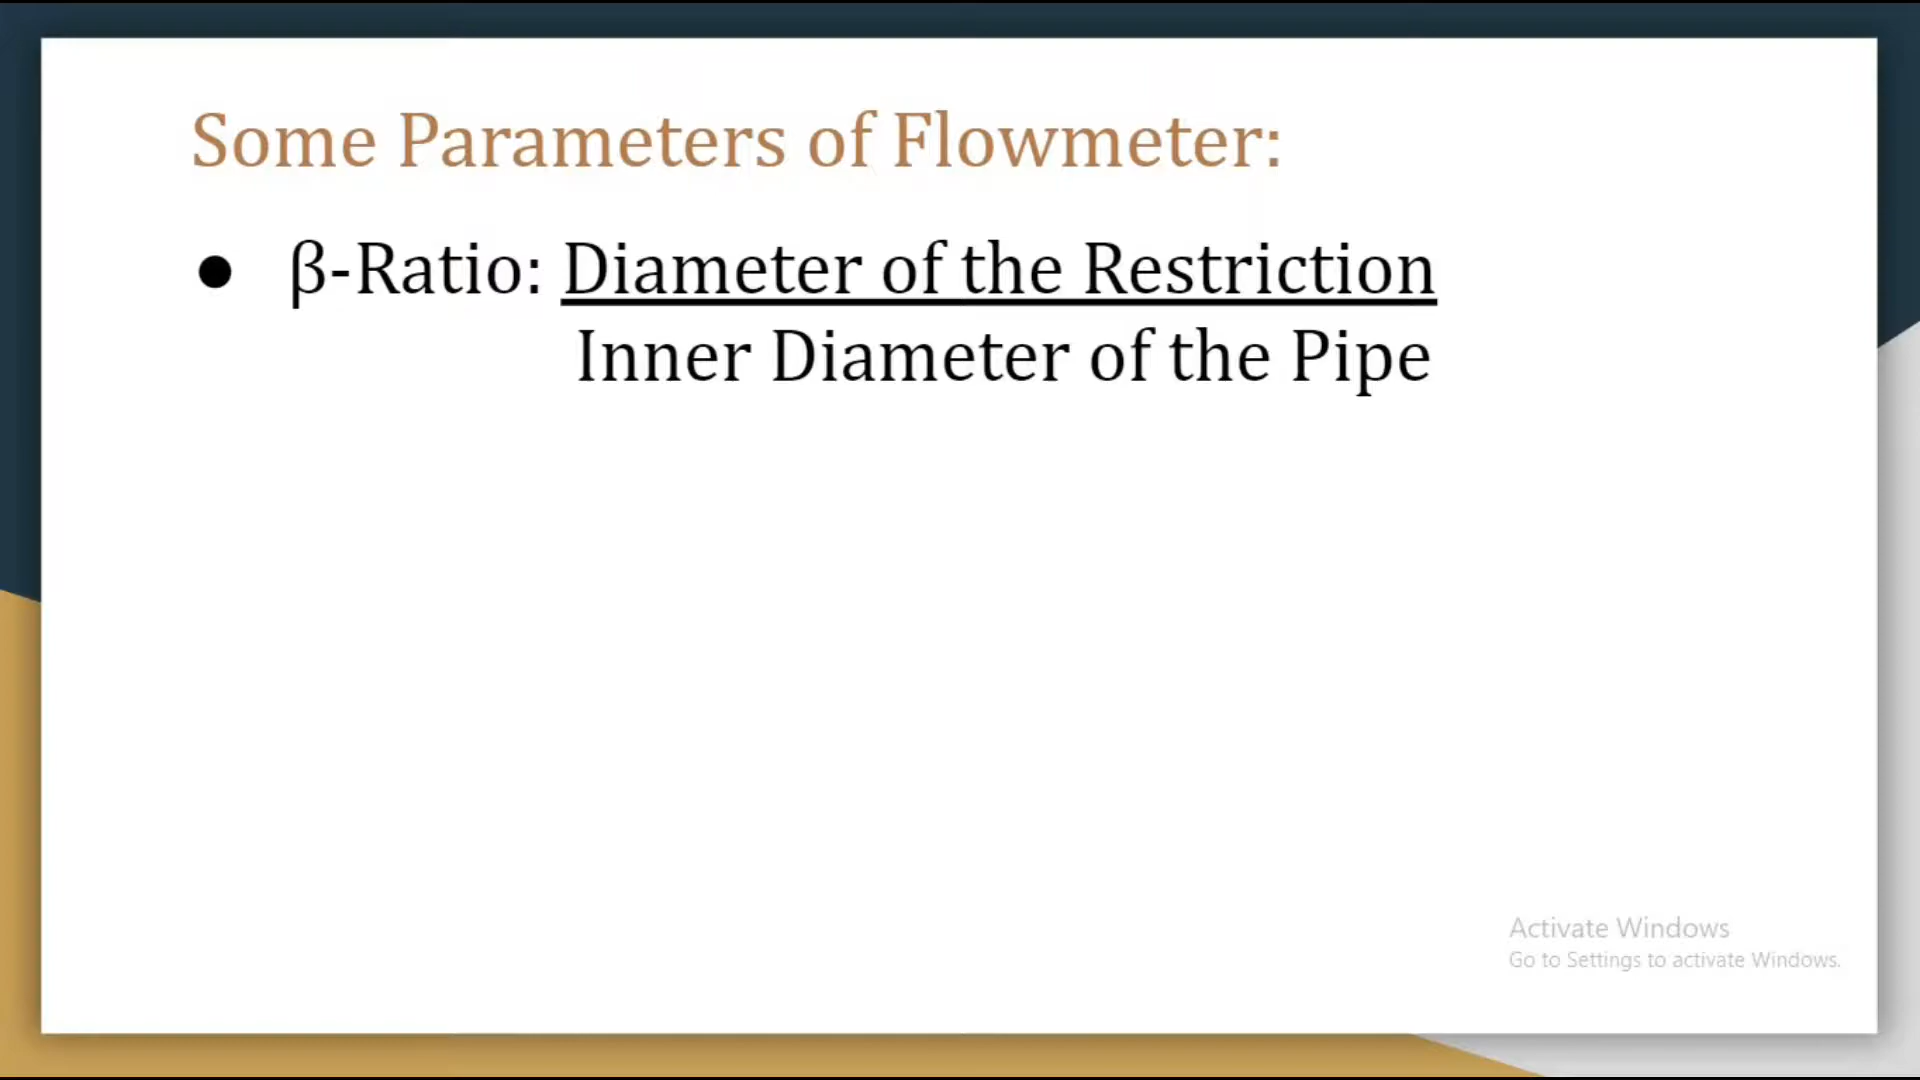 Some Parameters of Flowmeter:
● β-Ratio: Diameter of the Restriction
Inner Diameter of the Pipe
Activate Windows
Go to Settings to activate Windows.